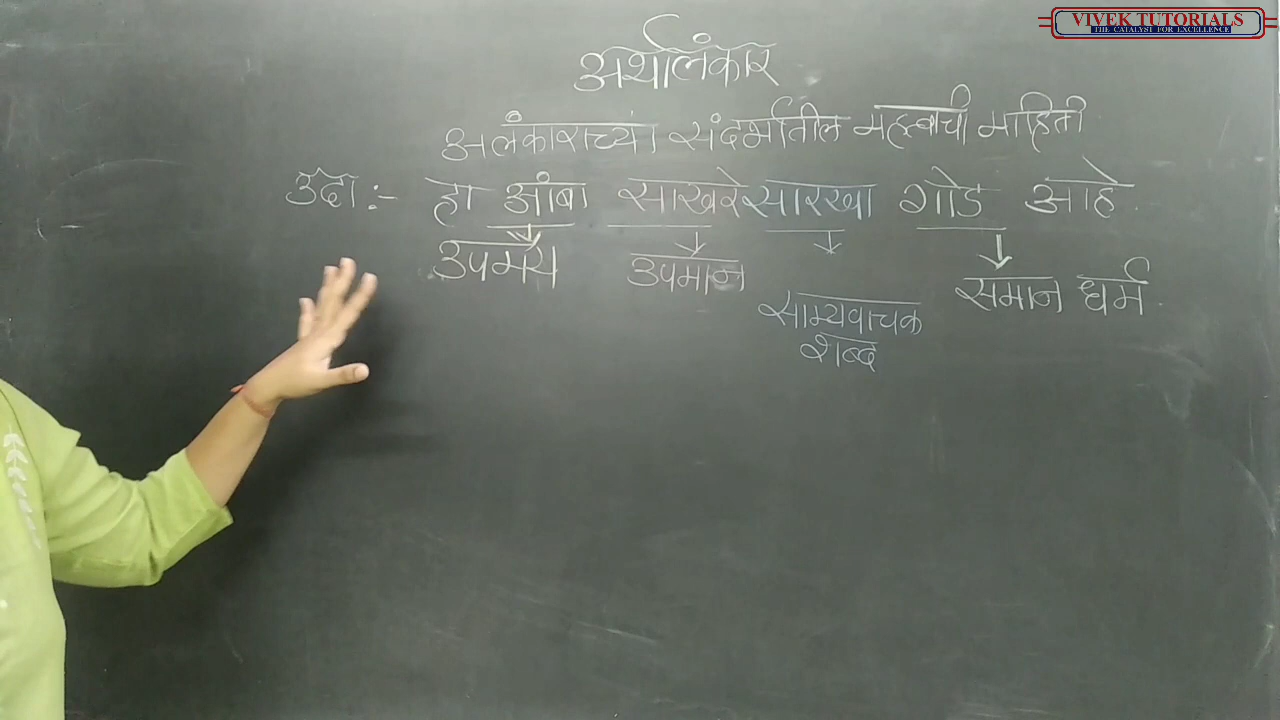 VIVEK TUTORIALS
THE CATALYST FOR EXCELLENCE
अर्थालंकार
अलंकाराच्या संदर्भातील महत्वाची माहिती
उदा :- हा आंबा साखरेसारखा गोड आहे.
उपमेय उपमान समान धर्म.
साम्यवाचक
शब्द